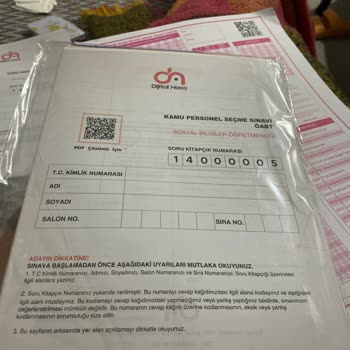 Dijital Hoca
KAMU PERSONEL SEÇME SINAVI
ÖABT
SOSYAL BİLGİLER ÖĞRETMENLİĞİ
PDF Çözümü İçin
SORU KİTAPÇIK NUMARASI
14000005
T.C. KİMLİK NUMARASI
ADI
SOYADI
SALON NO.
SIRA NO.
ADAYIN DİKKATİNE!
SINAVA BAŞLAMADAN ÖNCE AŞAĞIDAKİ UYARILARI MUTLAKA OKUYUNUZ.
1. T.C Kimlik Numaranızı, Adınızı, Soyadınızı, Salon Numaranızı ve Sıra Numaranızı, Soru Kitapçığı üzerindeki
ilgili alanlara yazınız.
2. Soru Kitapçık Numaranız yukarıda verilmiştir. Bu numarayı cevap kağıdınızdaki ilgili alana kodlayınız ve aşağıdaki
ilgili alanı imzalayınız. Bu kodlamayı cevap kağıdınızda yapmadığınız veya yanlış yaptığınız takdirde, sınavınızın
değerlendirilmesi mümkün değildir. Bu numaranın cevap kağıdı üzerine kodlanmamasının, eksik veya yanlış
kodlanmasının sorumluluğu size aittir.
3. Bu sayfanın arkasında yer alan açıklamayı dikkatle okuyunuz.